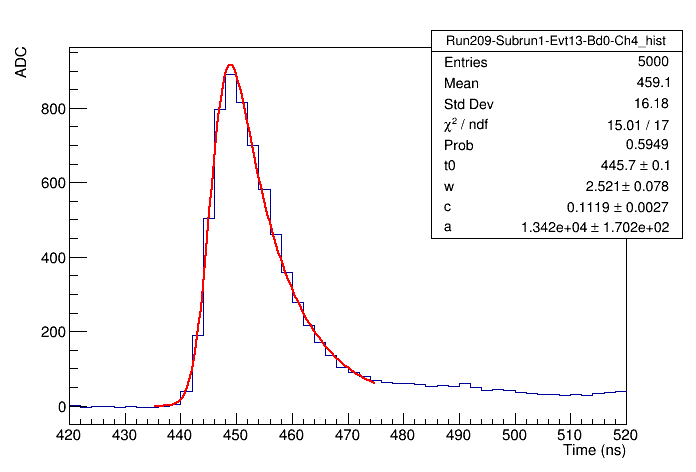 Run209-Subrun1-Evt13-Bd0-Ch4_hist
Entries 5000
Mean 459.1
Std Dev 16.18
χ² / ndf 15.01 / 17
Prob 0.5949
t0 445.7 ± 0.1
w 2.521 ± 0.078
c 0.1119 ± 0.0027
a 1.342e+04 ± 1.702e+02
ADC
800
600
400
200
0
420 430 440 450 460 470 480 490 500 510 520
Time (ns)